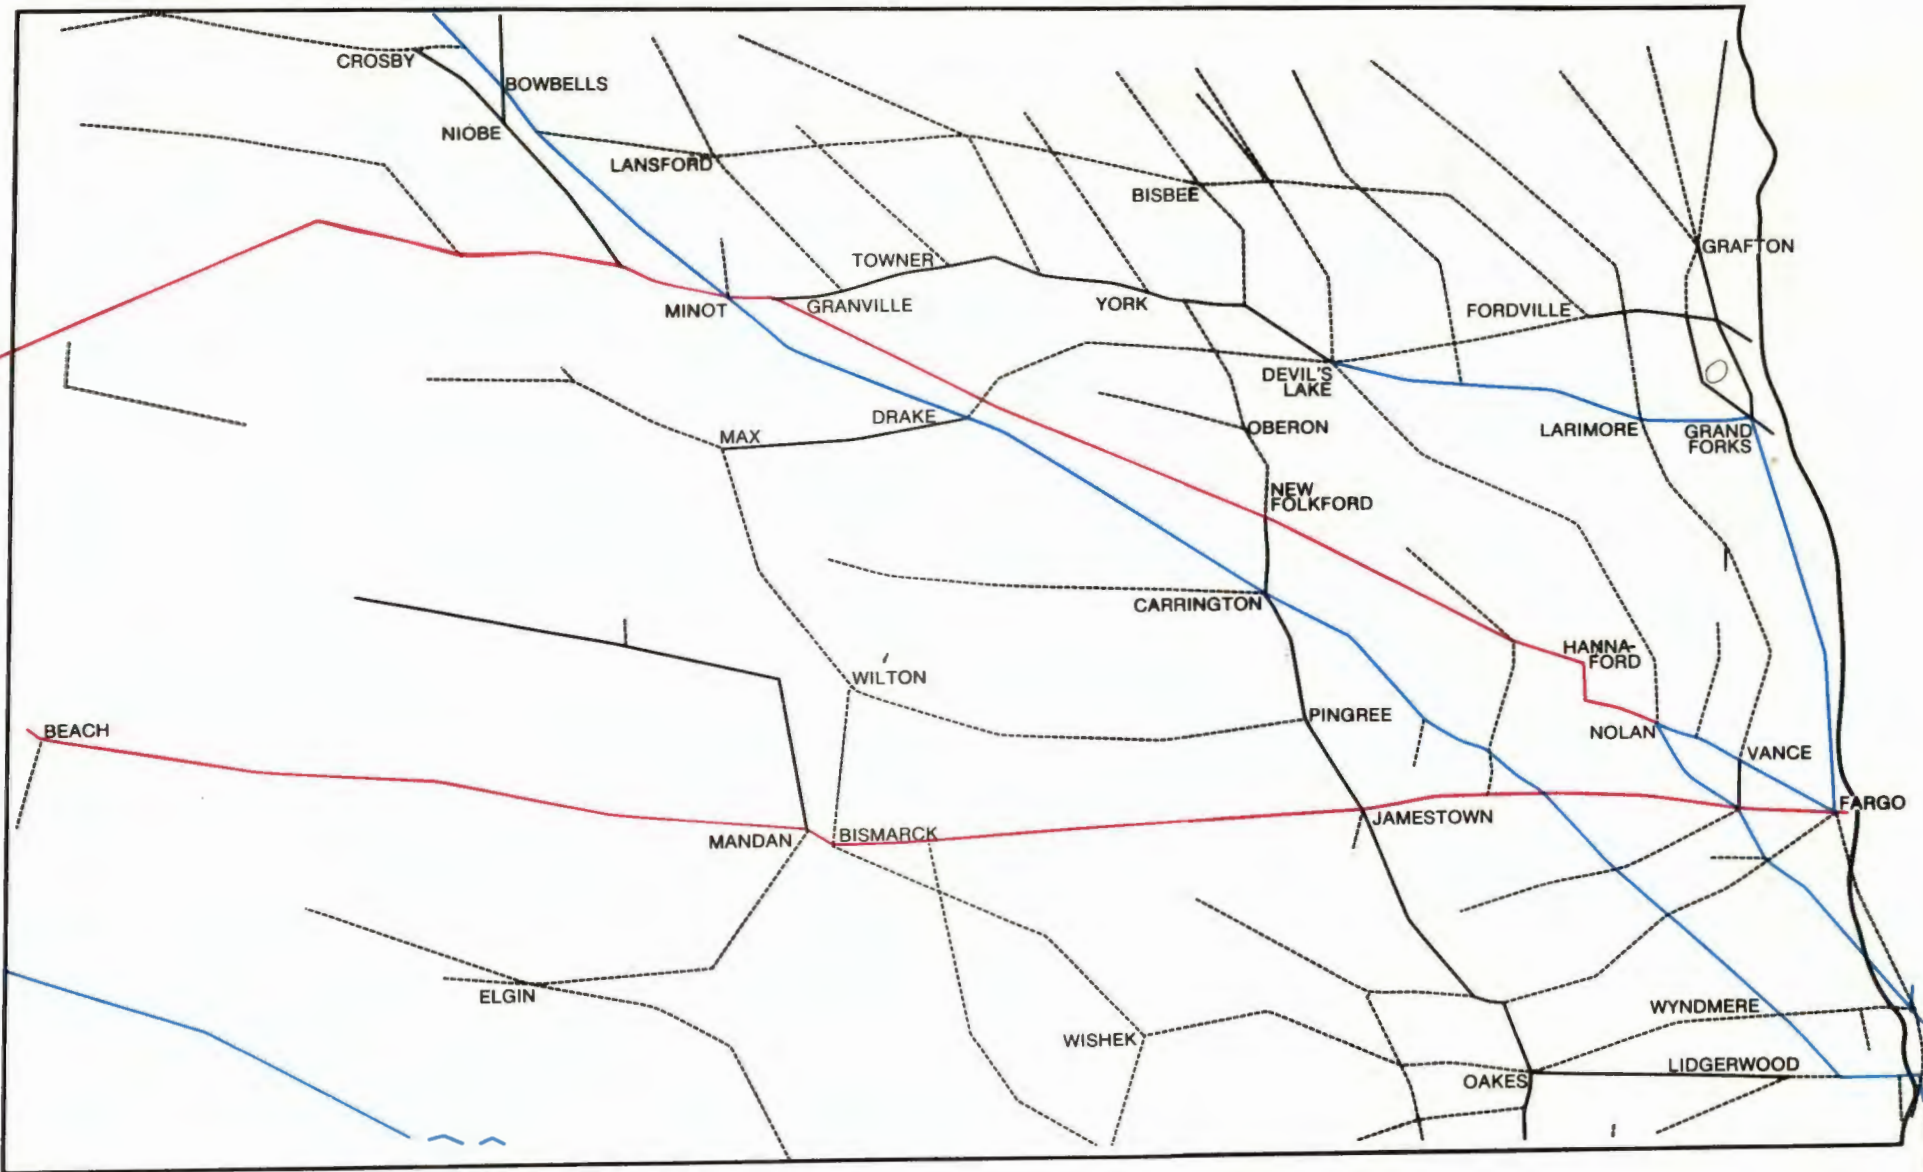 CROSBY
BOWBELLS
NIOBE
LANSFORD
BISBEE
GRAFTON
TOWNER
MINOT
GRANVILLE
YORK
FORDVILLE
DEVIL'S
LAKE
DRAKE
MAX
OBERON
LARIMORE
GRAND
FORKS
NEW
FOLKFORD
CARRINGTON
HANNA-
FORD
WILTON
PINGREE
BEACH
NOLAN
VANCE
FARGO
MANDAN
BISMARCK
JAMESTOWN
ELGIN
WISHEK
WYNDMERE
LIDGERWOOD
OAKES